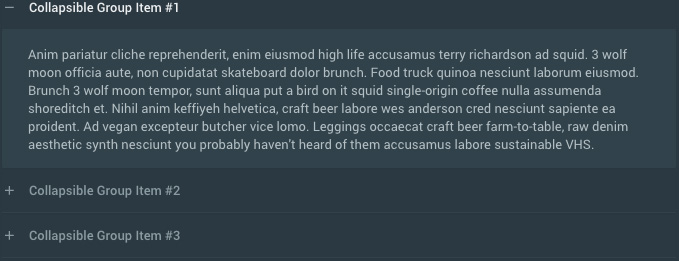 − Collapsible Group Item #1
Anim pariatur cliche reprehenderit, enim eiusmod high life accusamus terry richardson ad squid. 3 wolf
moon officia aute, non cupidatat skateboard dolor brunch. Food truck quinoa nesciunt laborum eiusmod.
Brunch 3 wolf moon tempor, sunt aliqua put a bird on it squid single-origin coffee nulla assumenda
shoreditch et. Nihil anim keffiyeh helvetica, craft beer labore wes anderson cred nesciunt sapiente ea
proident. Ad vegan excepteur butcher vice lomo. Leggings occaecat craft beer farm-to-table, raw denim
aesthetic synth nesciunt you probably haven't heard of them accusamus labore sustainable VHS.
+ Collapsible Group Item #2
+ Collapsible Group Item #3